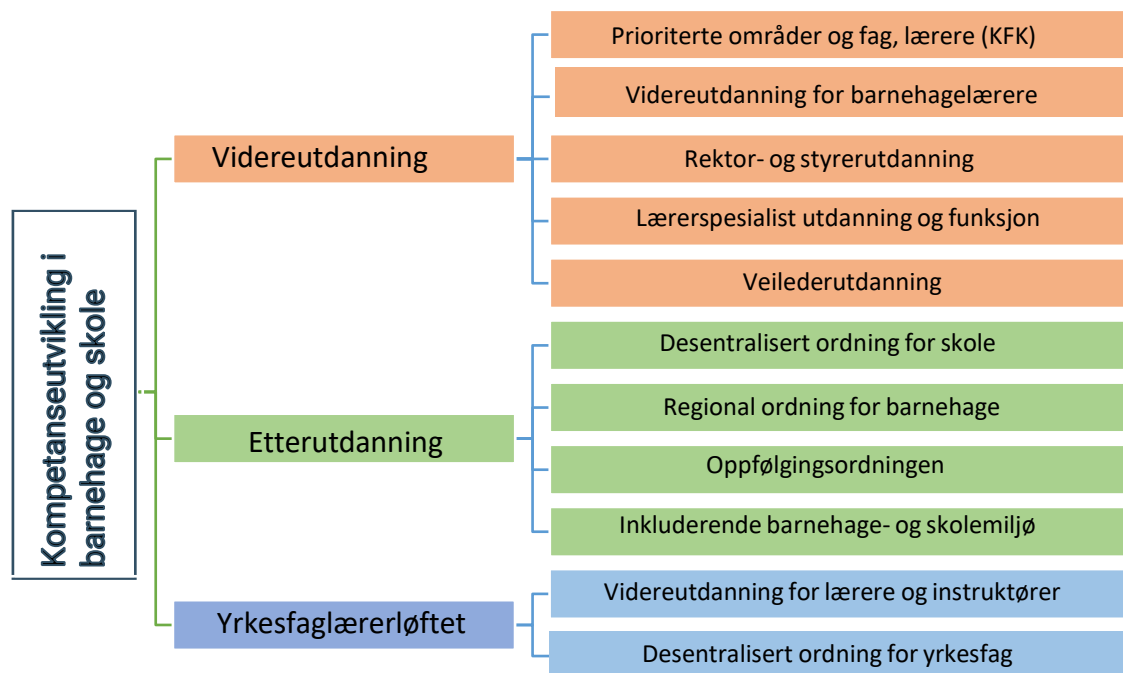 Kompetanseutvikling i
barnehage og skole
Videreutdanning
Prioriterte områder og fag, lærere (KFK)
Videreutdanning for barnehagelærere
Rektor- og styrerutdanning
Lærerspesialist utdanning og funksjon
Veilederutdanning
Etterutdanning
Desentralisert ordning for skole
Regional ordning for barnehage
Oppfølgingsordningen
Inkluderende barnehage- og skolemiljø
Yrkesfaglærerløftet
Videreutdanning for lærere og instruktører
Desentralisert ordning for yrkesfag